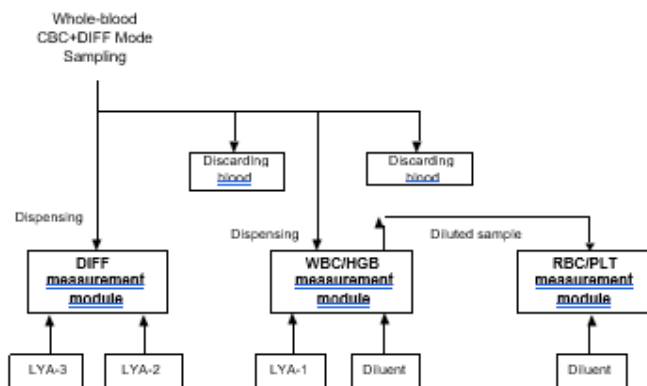 Whole-blood
CBC+DIFF Mode
Sampling
Discarding
blood
Discarding
blood
Dispensing
Dispensing
Diluted sample
DIFF
measurement
module
WBC/HGB
measurement
module
RBC/PLT
measurement
module
LYA-3
LYA-2
LYA-1
Diluent
Diluent